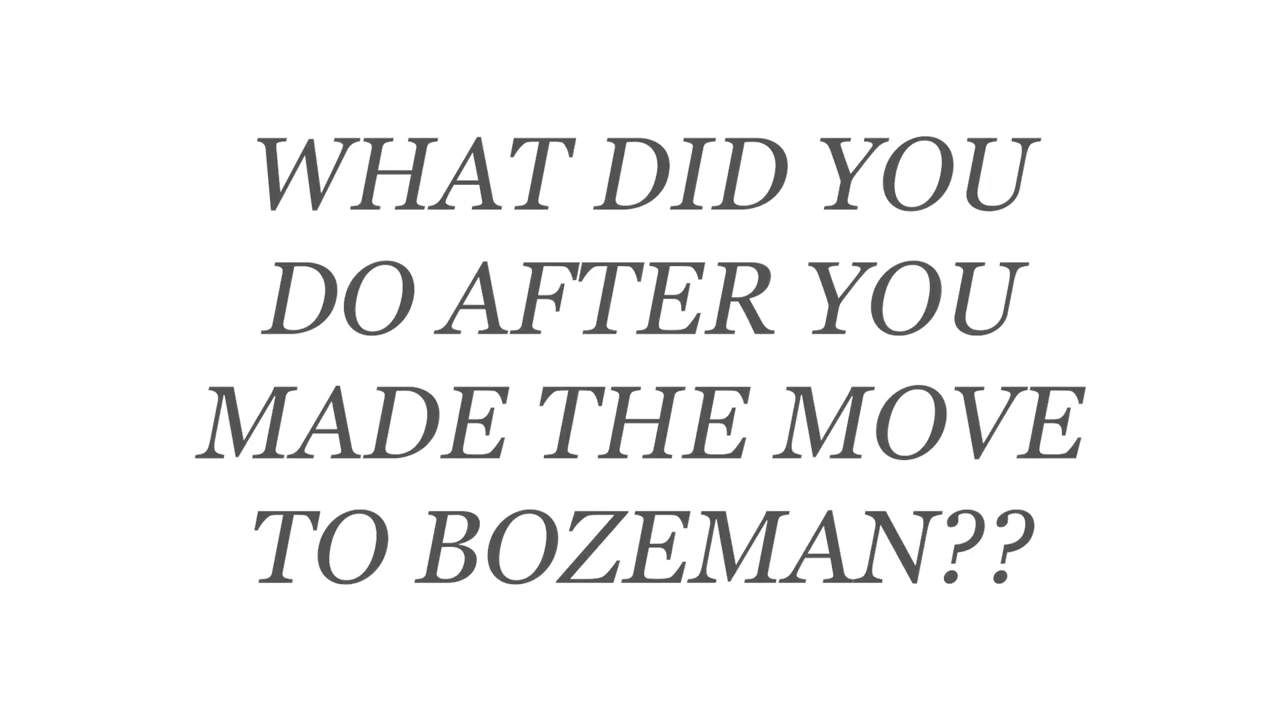 WHAT DID YOU
DO AFTER YOU
MADE THE MOVE
TO BOZEMAN??